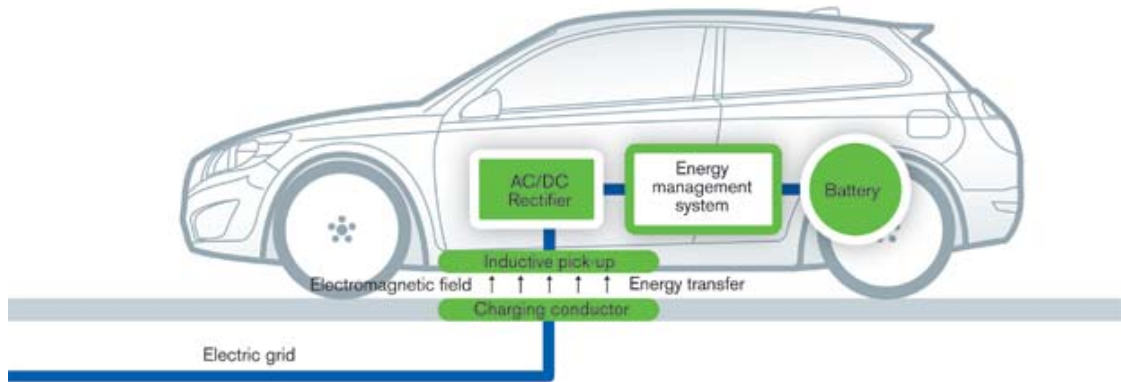 AC/DC
Rectifier
Energy
management
system
Battery
Inductive pick-up
Electromagnetic field
Energy transfer
Charging conductor
Electric grid